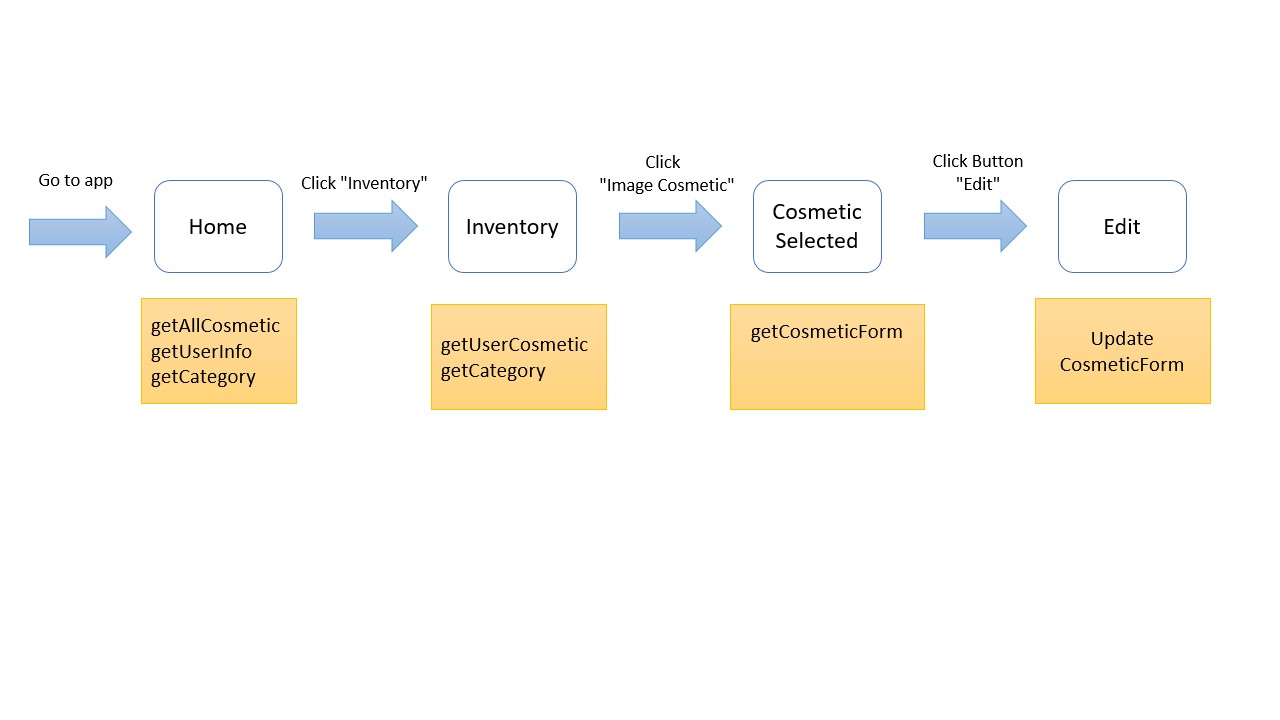 Go to app
Home
getAllCosmetic
getUserInfo
getCategory
Click "Inventory"
Inventory
getUserCosmetic
getCategory
Click
"Image Cosmetic"
Cosmetic
Selected
getCosmeticForm
Click Button
"Edit"
Edit
Update
CosmeticForm